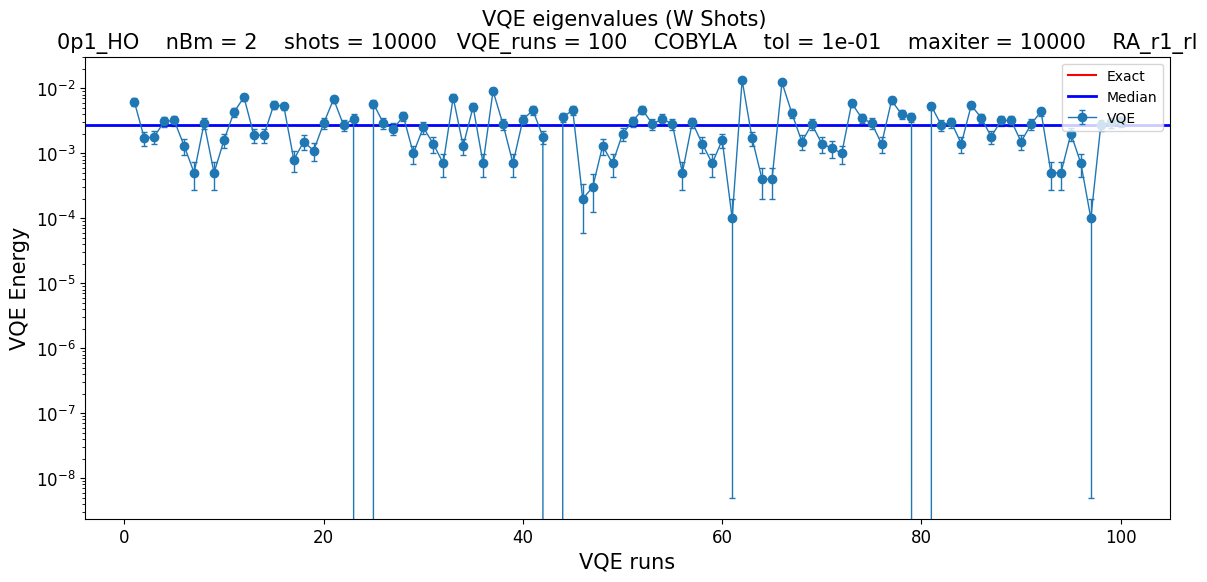 VQE eigenvalues (W Shots)
0p1_HO nBm = 2 shots = 10000 VQE_runs = 100 COBYLA tol = 1e-01 maxiter = 10000 RA_r1_rl
Exact
Median
VQE
VQE Energy
10⁻²
10⁻³
10⁻⁴
10⁻⁵
10⁻⁶
10⁻⁷
10⁻⁸
0 20 40 60 80 100
VQE runs